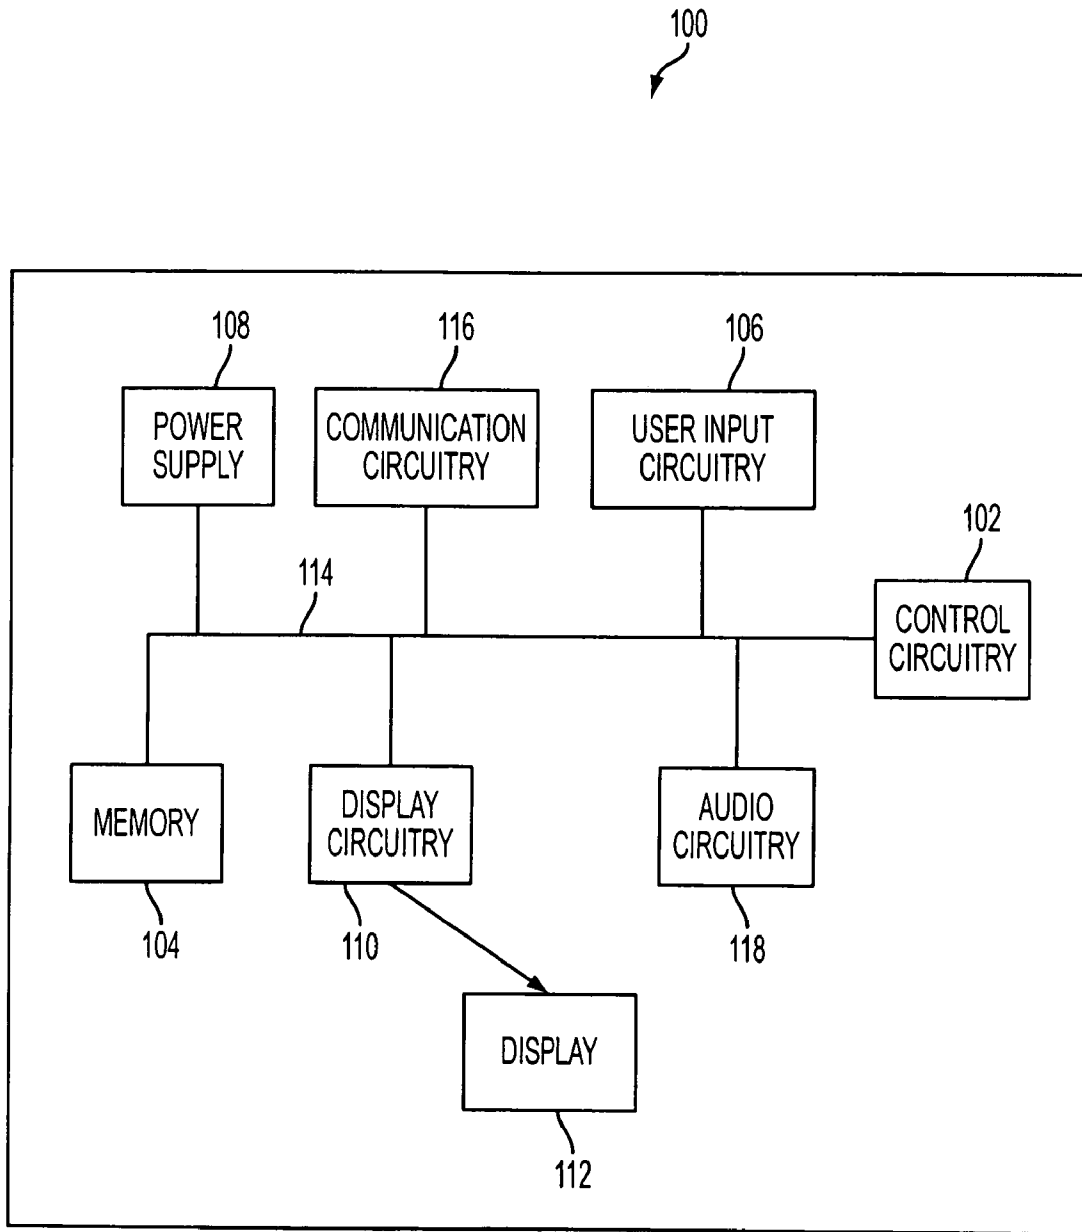 100
108
116
106
POWER
SUPPLY
COMMUNICATION
CIRCUITRY
USER INPUT
CIRCUITRY
102
114
CONTROL
CIRCUITRY
MEMORY
DISPLAY
CIRCUITRY
AUDIO
CIRCUITRY
104
110
118
DISPLAY
112